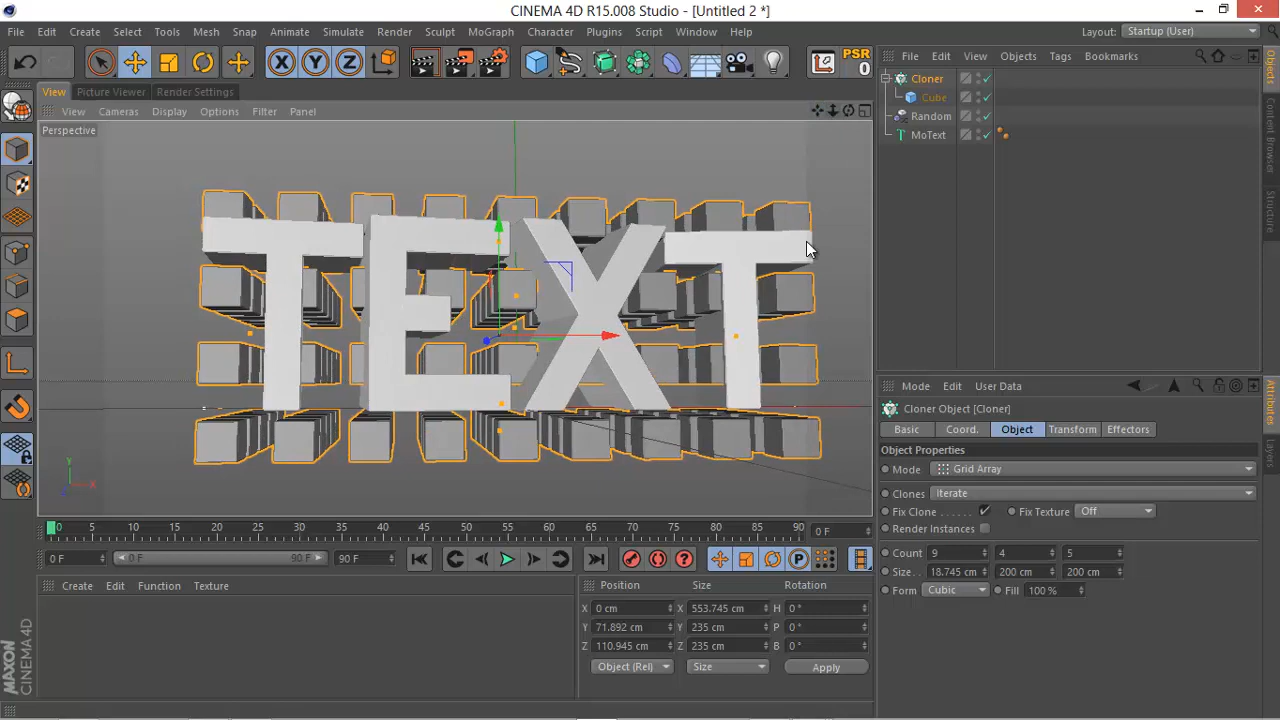 CINEMA 4D R15.008 Studio - [Untitled 2 *]
File Edit Create Select Tools Mesh Snap Animate Simulate Render Sculpt MoGraph Character Plugins Script Window Help Layout: Startup (User)
X Y Z PSR
0
View Picture Viewer Render Settings
View Cameras Display Options Filter Panel
Perspective
TEXT
Y
X
Z
File Edit View Objects Tags Bookmarks
Cloner
Cube
Random
MoText
Objects
Content Browser
Structure
Mode Edit User Data
Cloner Object [Cloner]
Basic Coord. Object Transform Effectors
Object Properties
Mode Grid Array
Clones Iterate
Fix Clone . . . . . . Fix Texture . Off
Render Instances
Count 9 4 5
Size. . 18.745 cm 200 cm 200 cm
Form Cubic Fill 100 %
Attributes
Layers
0 5 10 15 20 25 30 35 40 45 50 55 60 65 70 75 80 85 90 0 F
0 F 0 F 90 F 90 F
Create Edit Function Texture
Position Size Rotation
X 0 cm X 553.745 cm H 0 °
Y 71.892 cm Y 235 cm P 0 °
Z 110.945 cm Z 235 cm B 0 °
Object (Rel) Size Apply
MAXON
CINEMA 4D